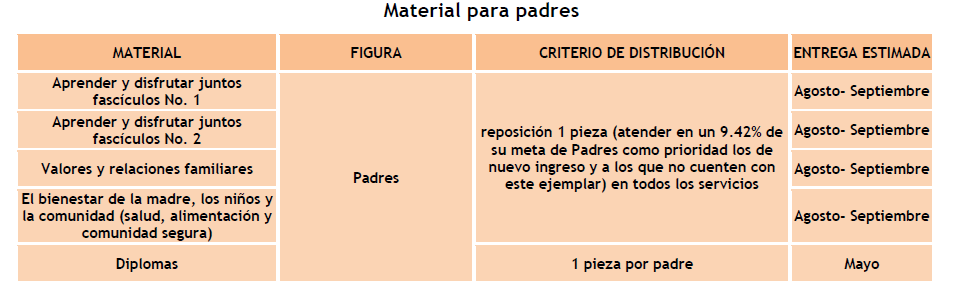 Material para padres
MATERIAL FIGURA CRITERIO DE DISTRIBUCIÓN ENTREGA ESTIMADA
Aprender y disfrutar juntos
fascículos No. 1
Agosto- Septiembre
Aprender y disfrutar juntos
fascículos No. 2
Agosto- Septiembre
Valores y relaciones familiares
Agosto- Septiembre
El bienestar de la madre, los niños y
la comunidad (salud, alimentación y
comunidad segura)
Agosto- Septiembre
Padres
reposición 1 pieza (atender en un 9.42% de
su meta de Padres como prioridad los de
nuevo ingreso y a los que no cuenten con
este ejemplar) en todos los servicios
Diplomas 1 pieza por padre Mayo